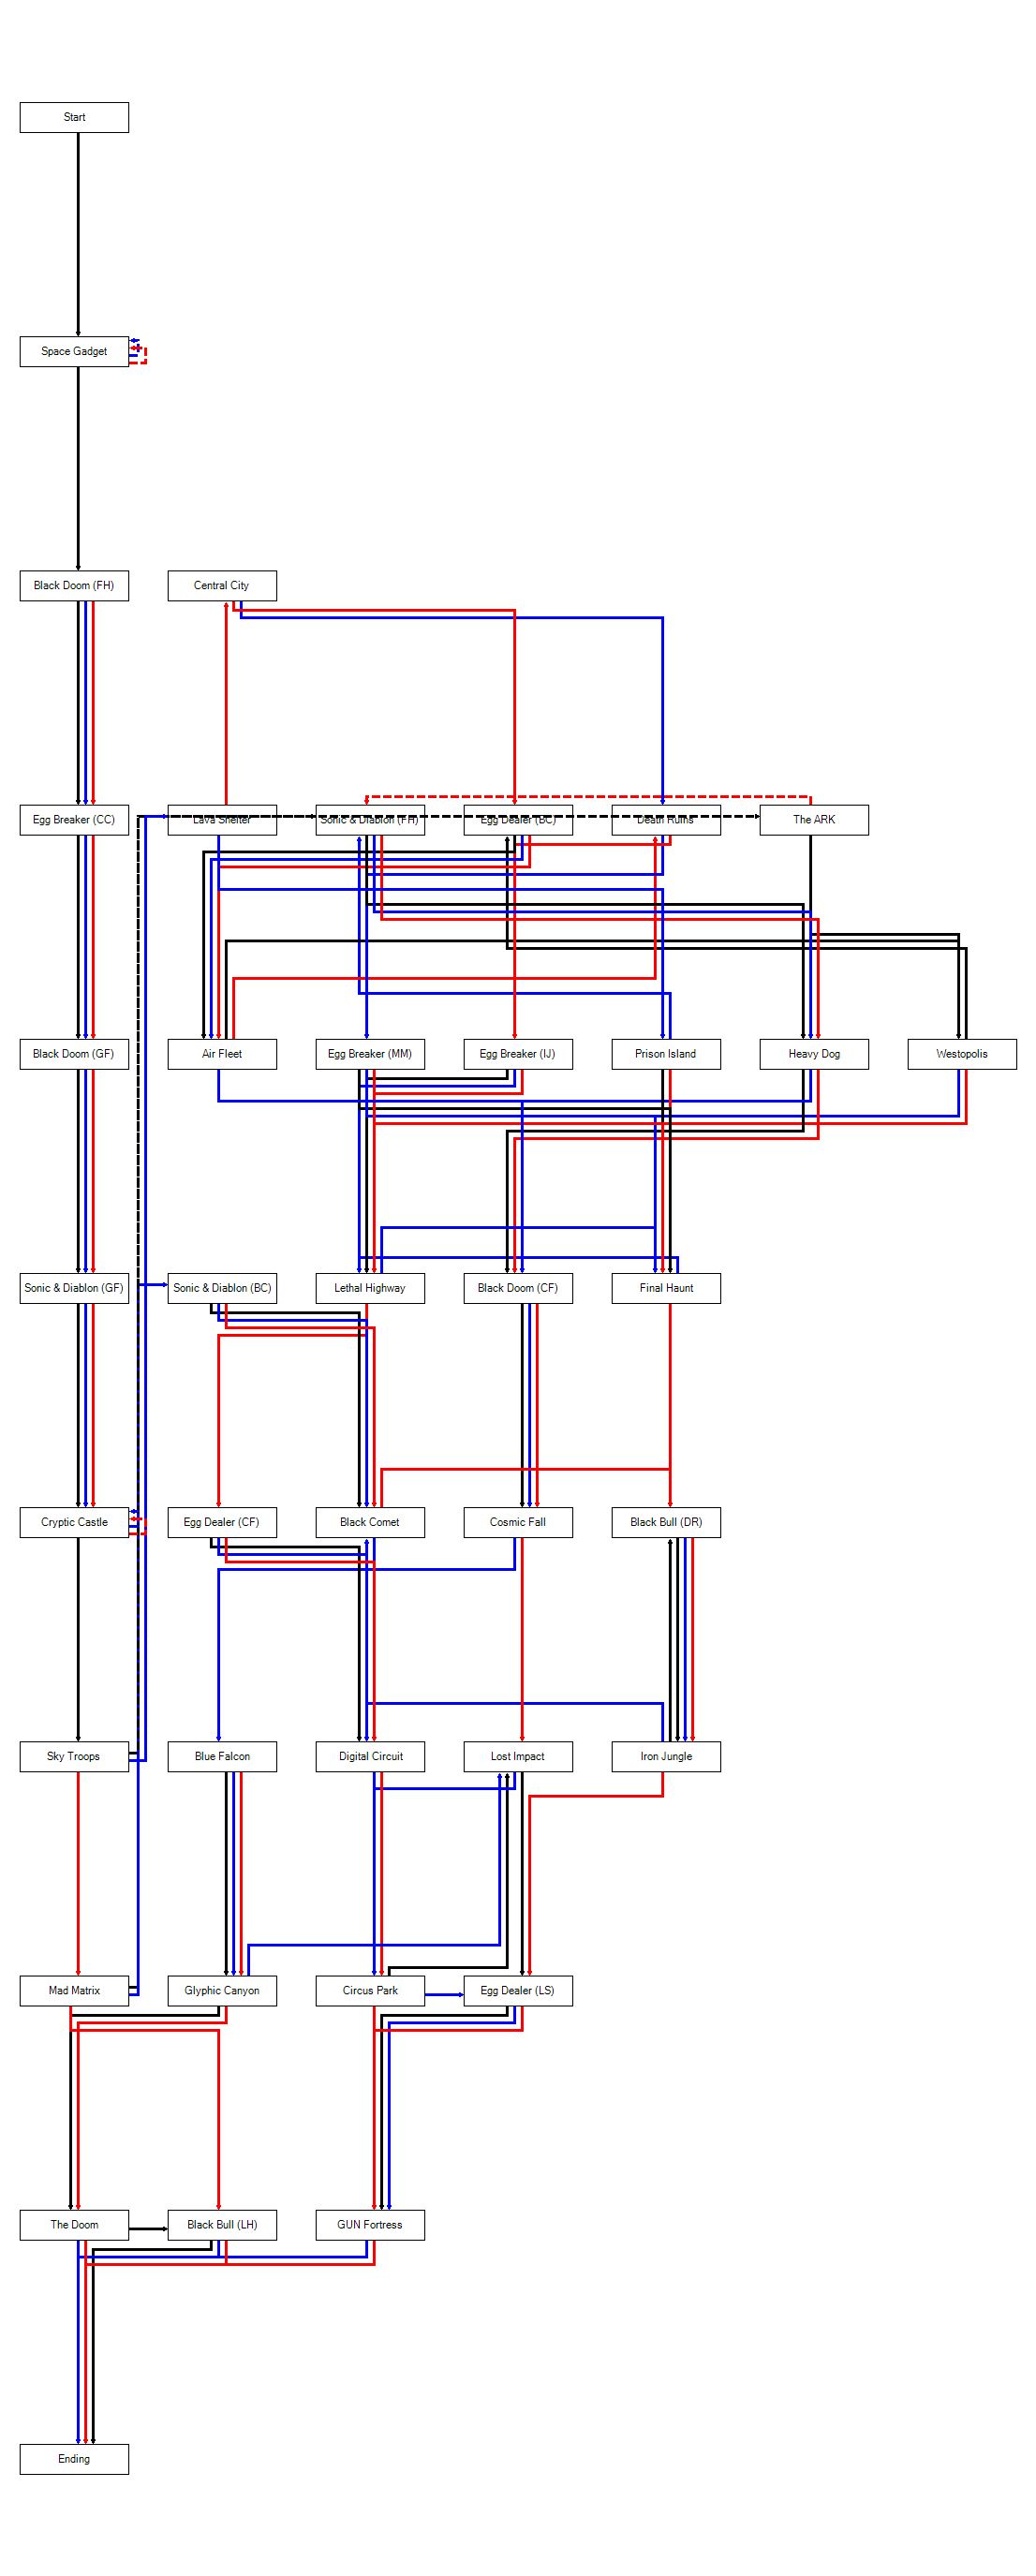 Start
Space Gadget
Black Doom (FH)
Central City
Egg Breaker (CC)
Lava Shelter
Sonic & Diablon (FH)
Egg Dealer (BC)
Death Ruins
The ARK
Black Doom (GF)
Air Fleet
Egg Breaker (MM)
Egg Breaker (IJ)
Prison Island
Heavy Dog
Westopolis
Sonic & Diablon (GF)
Sonic & Diablon (BC)
Lethal Highway
Black Doom (CF)
Final Haunt
Cryptic Castle
Egg Dealer (CF)
Black Comet
Cosmic Fall
Black Bull (DR)
Sky Troops
Blue Falcon
Digital Circuit
Lost Impact
Iron Jungle
Mad Matrix
Glyphic Canyon
Circus Park
Egg Dealer (LS)
The Doom
Black Bull (LH)
GUN Fortress
Ending